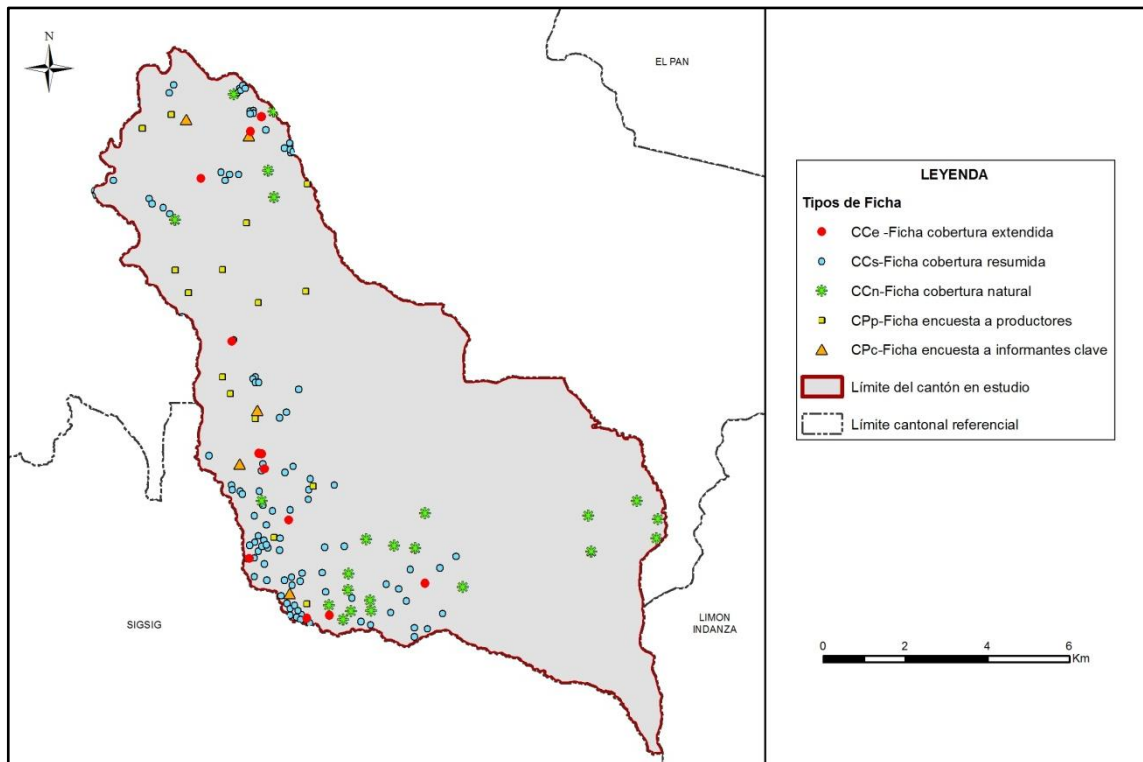 N
EL PAN
SIGSIG
LIMON
INDANZA
LEYENDA
Tipos de Ficha
CCe -Ficha cobertura extendida
CCs-Ficha cobertura resumida
CCn-Ficha cobertura natural
CPp-Ficha encuesta a productores
CPc-Ficha encuesta a informantes clave
Límite del cantón en estudio
Límite cantonal referencial
0 2 4 6
Km